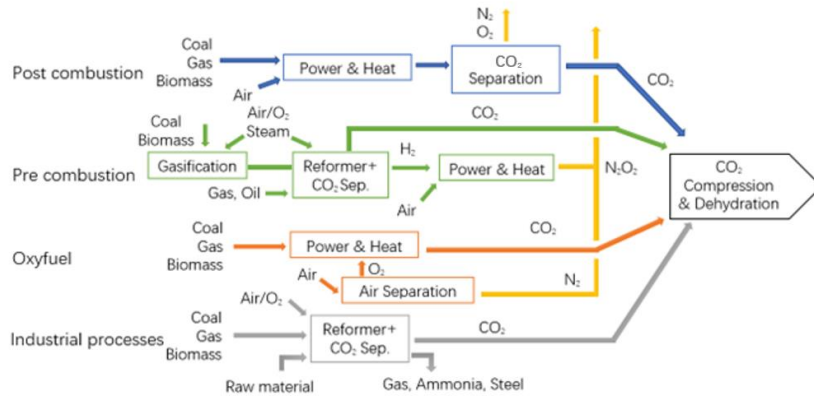 Post combustion
Coal
Gas
Biomass
Air
Power & Heat
N₂
O₂
CO₂
Separation
CO₂
Pre combustion
Coal
Biomass
Air/O₂
Steam
Gasification
Gas, Oil
Reformer+
CO₂ Sep.
H₂
Air
Power & Heat
CO₂
N₂O₂
CO₂
Compression
& Dehydration
Oxyfuel
Coal
Gas
Biomass
Power & Heat
O₂
Air
Air Separation
CO₂
N₂
Industrial processes
Air/O₂
Coal
Gas
Biomass
Raw material
Reformer+
CO₂ Sep.
CO₂
Gas, Ammonia, Steel